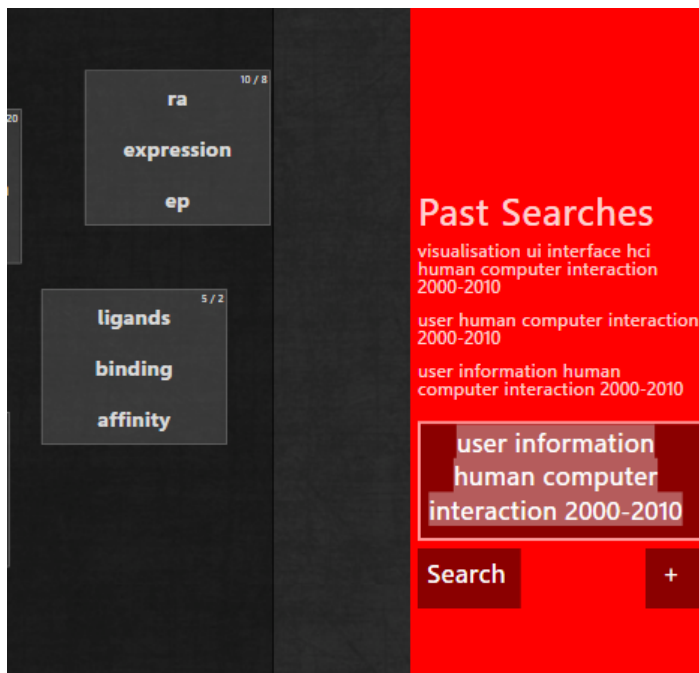 20
10 / 8
ra
expression
ep
5 / 2
ligands
binding
affinity
Past Searches
visualisation ui interface hci
human computer interaction
2000-2010
user human computer interaction
2000-2010
user information human
computer interaction 2000-2010
user information
human computer
interaction 2000-2010
Search
+